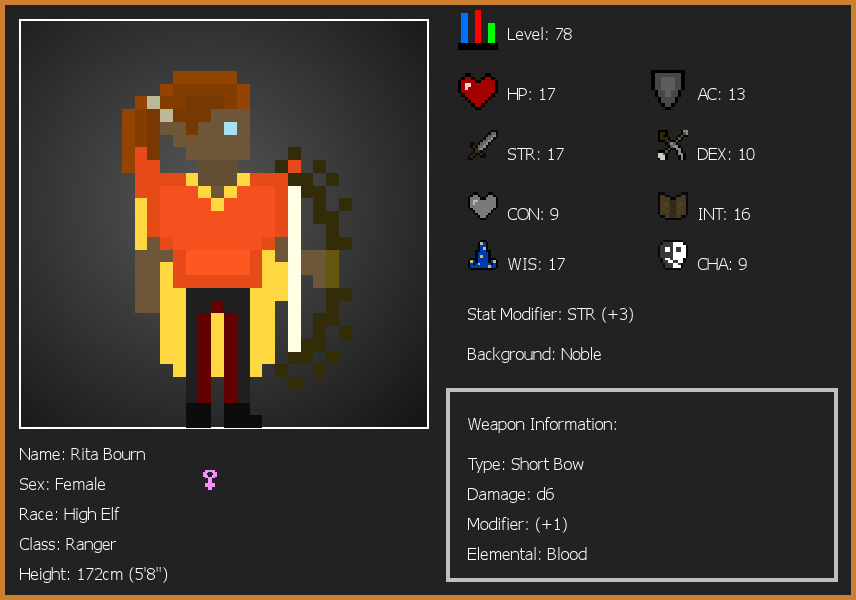 Level: 78
HP: 17
AC: 13
STR: 17
DEX: 10
CON: 9
INT: 16
WIS: 17
CHA: 9
Stat Modifier: STR (+3)
Background: Noble
Weapon Information:
Type: Short Bow
Damage: d6
Modifier: (+1)
Elemental: Blood
Name: Rita Bourn
Sex: Female
Race: High Elf
Class: Ranger
Height: 172cm (5'8")